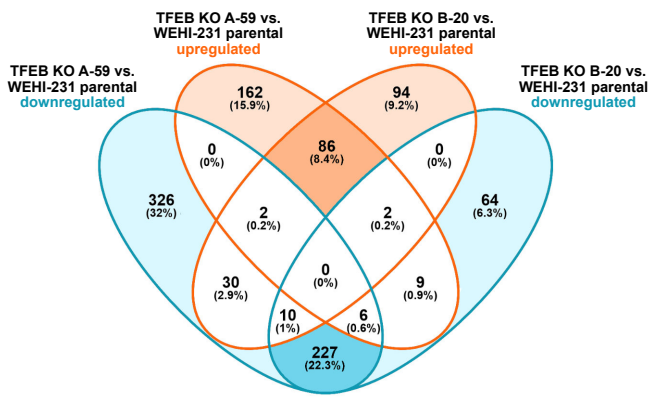 TFEB KO A-59 vs.
WEHI-231 parental
upregulated
TFEB KO B-20 vs.
WEHI-231 parental
upregulated
TFEB KO A-59 vs.
WEHI-231 parental
downregulated
TFEB KO B-20 vs.
WEHI-231 parental
downregulated
162
(15.9%)
94
(9.2%)
0
(0%)
86
(8.4%)
0
(0%)
326
(32%)
2
(0.2%)
2
(0.2%)
64
(6.3%)
30
(2.9%)
0
(0%)
9
(0.9%)
10
(1%)
6
(0.6%)
227
(22.3%)